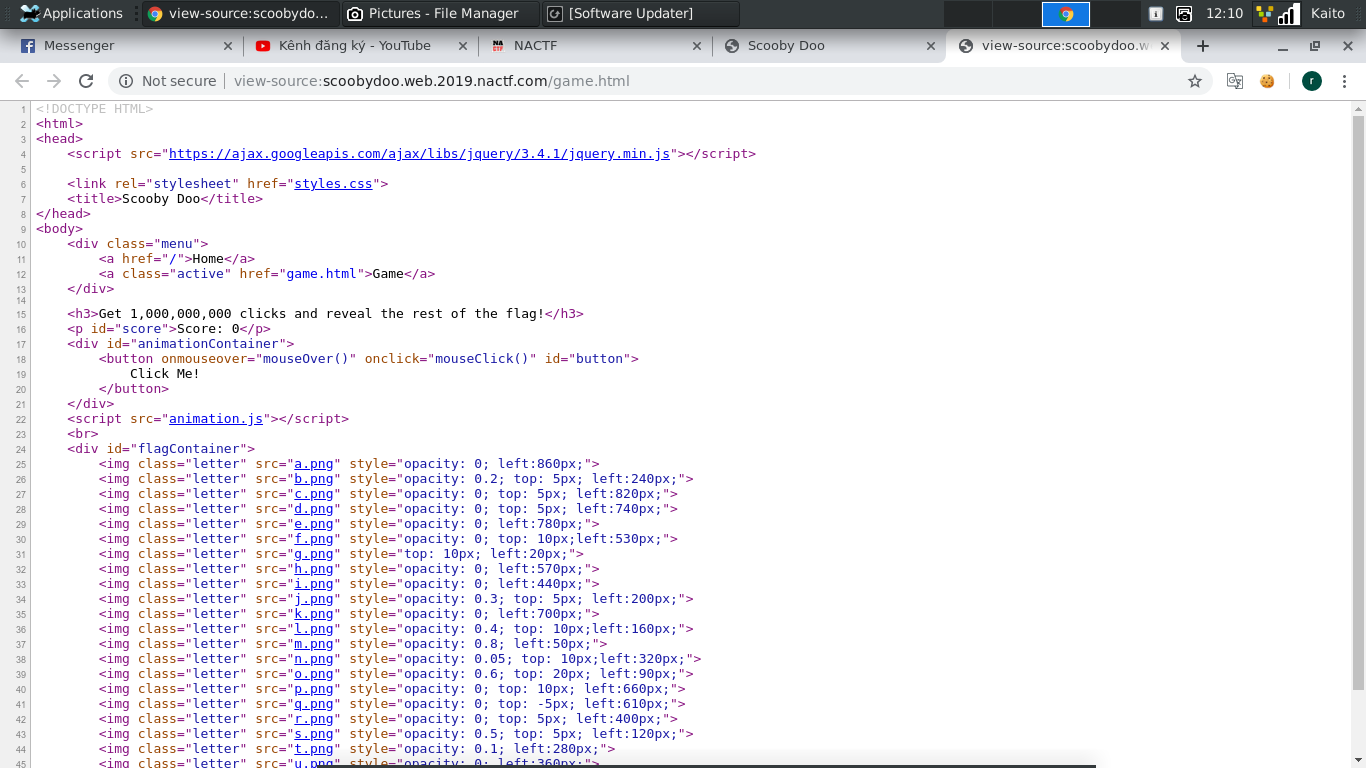 Applications view-source:scoobydo... Pictures - File Manager [Software Updater] 12:10 Kaito
Messenger Kênh đăng ký - YouTube NACTF Scooby Doo view-source:scoobydoo.w
Not secure view-source:scoobydoo.web.2019.nactf.com/game.html r
1 <!DOCTYPE HTML>
2 <html>
3 <head>
4 <script src="https://ajax.googleapis.com/ajax/libs/jquery/3.4.1/jquery.min.js"></script>
5
6 <link rel="stylesheet" href="styles.css">
7 <title>Scooby Doo</title>
8 </head>
9 <body>
10 <div class="menu">
11 <a href="/">Home</a>
12 <a class="active" href="game.html">Game</a>
13 </div>
14
15 <h3>Get 1,000,000,000 clicks and reveal the rest of the flag!</h3>
16 <p id="score">Score: 0</p>
17 <div id="animationContainer">
18 <button onmouseover="mouseOver()" onclick="mouseClick()" id="button">
19 Click Me!
20 </button>
21 </div>
22 <script src="animation.js"></script>
23 <br>
24 <div id="flagContainer">
25 <img class="letter" src="a.png" style="opacity: 0; left:860px;">
26 <img class="letter" src="b.png" style="opacity: 0.2; top: 5px; left:240px;">
27 <img class="letter" src="c.png" style="opacity: 0; top: 5px; left:820px;">
28 <img class="letter" src="d.png" style="opacity: 0; top: 5px; left:740px;">
29 <img class="letter" src="e.png" style="opacity: 0; left:780px;">
30 <img class="letter" src="f.png" style="opacity: 0; top: 10px;left:530px;">
31 <img class="letter" src="g.png" style="top: 10px; left:20px;">
32 <img class="letter" src="h.png" style="opacity: 0; left:570px;">
33 <img class="letter" src="i.png" style="opacity: 0; left:440px;">
34 <img class="letter" src="j.png" style="opacity: 0.3; top: 5px; left:200px;">
35 <img class="letter" src="k.png" style="opacity: 0; left:700px;">
36 <img class="letter" src="l.png" style="opacity: 0.4; top: 10px;left:160px;">
37 <img class="letter" src="m.png" style="opacity: 0.8; left:50px;">
38 <img class="letter" src="n.png" style="opacity: 0.05; top: 10px;left:320px;">
39 <img class="letter" src="o.png" style="opacity: 0.6; top: 20px; left:90px;">
40 <img class="letter" src="p.png" style="opacity: 0; top: 10px; left:660px;">
41 <img class="letter" src="q.png" style="opacity: 0; top: -5px; left:610px;">
42 <img class="letter" src="r.png" style="opacity: 0; top: 5px; left:400px;">
43 <img class="letter" src="s.png" style="opacity: 0.5; top: 5px; left:120px;">
44 <img class="letter" src="t.png" style="opacity: 0.1; left:280px;">
45 <img class="letter" src="u.png" style="opacity: 0; left:360px;">